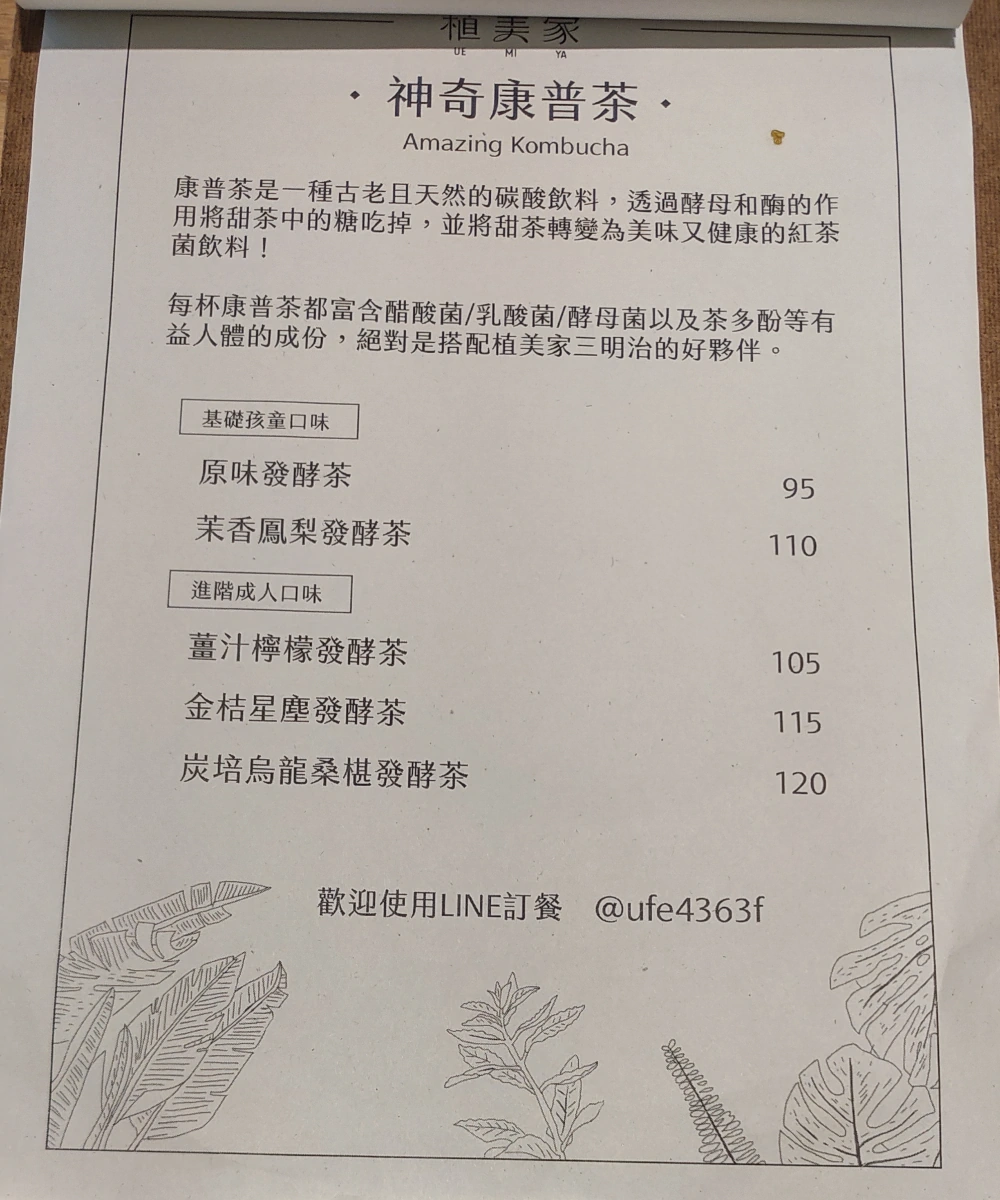 植美家
UE MI YA
· 神奇康普茶 ·
Amazing Kombucha
康普茶是一種古老且天然的碳酸飲料，透過酵母和酶的作
用將甜茶中的糖吃掉，並將甜茶轉變為美味又健康的紅茶
菌飲料！
每杯康普茶都富含醋酸菌/乳酸菌/酵母菌以及茶多酚等有
益人體的成份，絕對是搭配植美家三明治的好夥伴。
基礎孩童口味
原味發酵茶 95
茉香鳳梨發酵茶 110
進階成人口味
薑汁檸檬發酵茶 105
金桔星塵發酵茶 115
炭培烏龍桑椹發酵茶 120
歡迎使用LINE訂餐 @ufe4363f